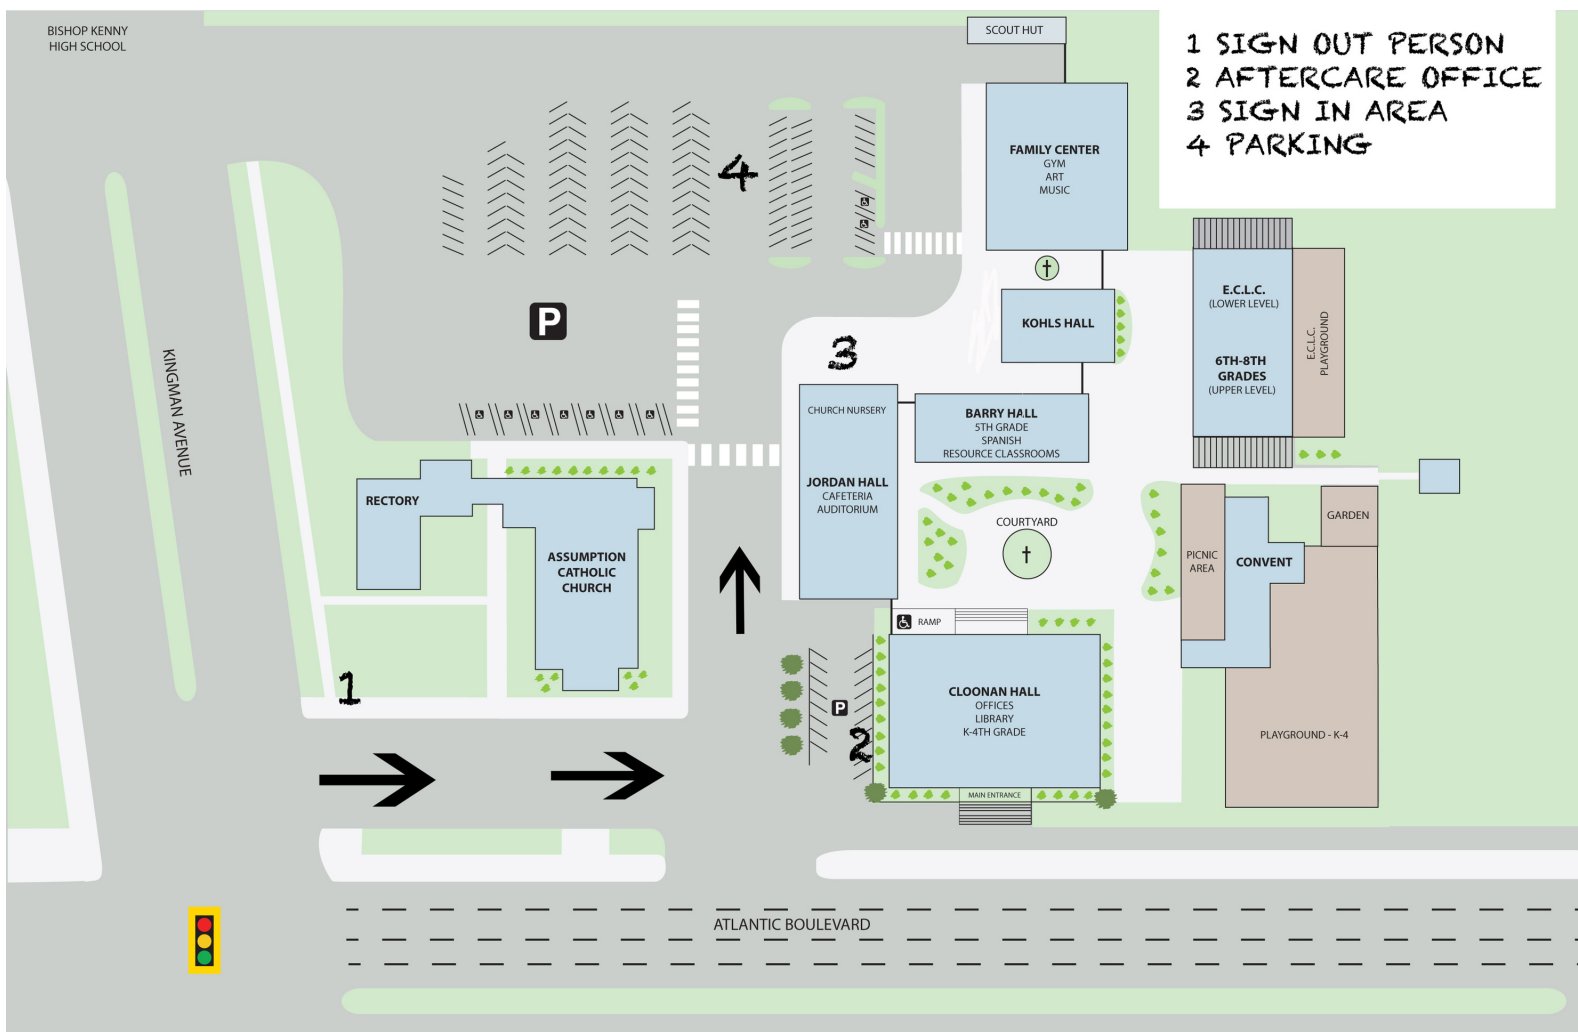 BISHOP KENNY
HIGH SCHOOL
SCOUT HUT
1 SIGN OUT PERSON
2 AFTERCARE OFFICE
3 SIGN IN AREA
4 PARKING
FAMILY CENTER
GYM
ART
MUSIC
4
E.C.L.C.
(LOWER LEVEL)
6TH-8TH
GRADES
(UPPER LEVEL)
E.C.L.C.
PLAYGROUND
P
KOHLS HALL
3
KINGMAN AVENUE
CHURCH NURSERY
JORDAN HALL
CAFETERIA
AUDITORIUM
BARRY HALL
5TH GRADE
SPANISH
RESOURCE CLASSROOMS
RECTORY
ASSUMPTION
CATHOLIC
CHURCH
COURTYARD
GARDEN
PICNIC
AREA
CONVENT
RAMP
1
P
2
CLOONAN HALL
OFFICES
LIBRARY
K-4TH GRADE
PLAYGROUND - K-4
MAIN ENTRANCE
ATLANTIC BOULEVARD